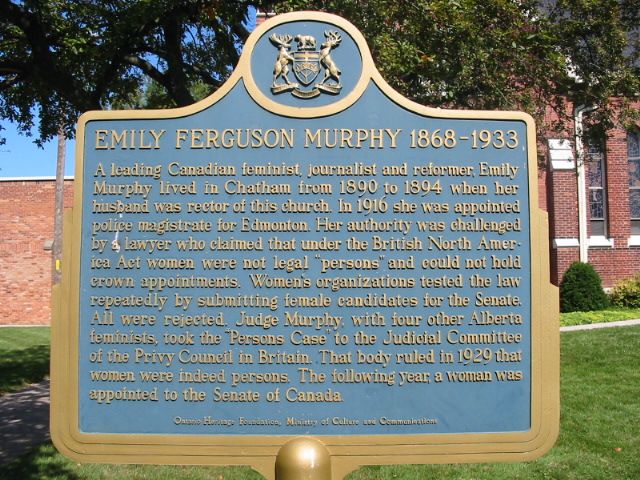 EMILY FERGUSON MURPHY 1868-1933
A leading Canadian feminist, journalist and reformer, Emily
Murphy lived in Chatham from 1890 to 1894 when her
husband was rector of this church. In 1916 she was appointed
police magistrate for Edmonton. Her authority was challenged
by a lawyer who claimed that under the British North Amer-
ica Act women were not legal "persons" and could not hold
crown appointments. Women's organizations tested the law
repeatedly by submitting female candidates for the Senate.
All were rejected. Judge Murphy, with four other Alberta
feminists, took the "Persons Case" to the Judicial Committee
of the Privy Council in Britain. That body ruled in 1929 that
women were indeed persons. The following year, a woman was
appointed to the Senate of Canada.
Ontario Heritage Foundation, Ministry of Culture and Communications